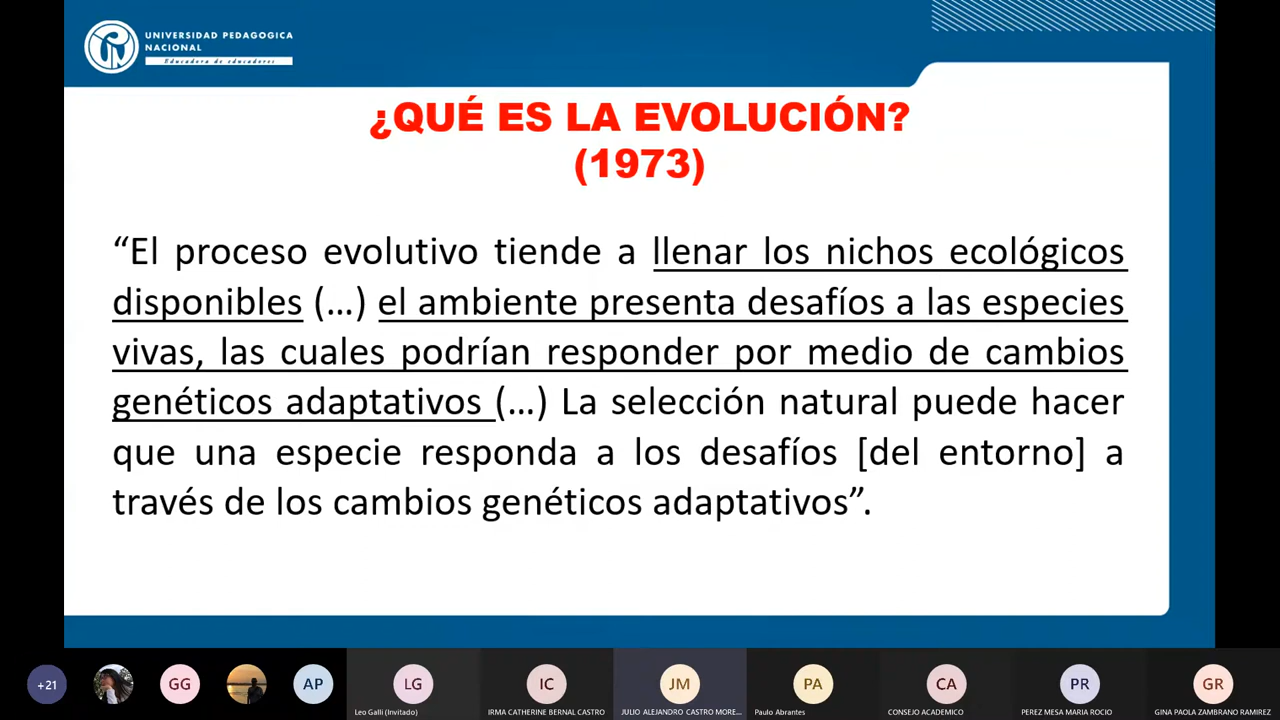 UNIVERSIDAD PEDAGOGICA
NACIONAL
Educadora de educadores
¿QUÉ ES LA EVOLUCIÓN?
(1973)
“El proceso evolutivo tiende a llenar los nichos ecológicos
disponibles (...) el ambiente presenta desafíos a las especies
vivas, las cuales podrían responder por medio de cambios
genéticos adaptativos (...) La selección natural puede hacer
que una especie responda a los desafíos [del entorno] a
través de los cambios genéticos adaptativos”.
+21
GG
AP
LG
IC
JM
PA
CA
PR
GR
Leo Galli (Invitado)
IRMA CATHERINE BERNAL CASTRO
JULIO ALEJANDRO CASTRO MORE...
Paulo Abrantes
CONSEJO ACADEMICO
PEREZ MESA MARIA ROCIO
GINA PAOLA ZAMBRANO RAMIREZ